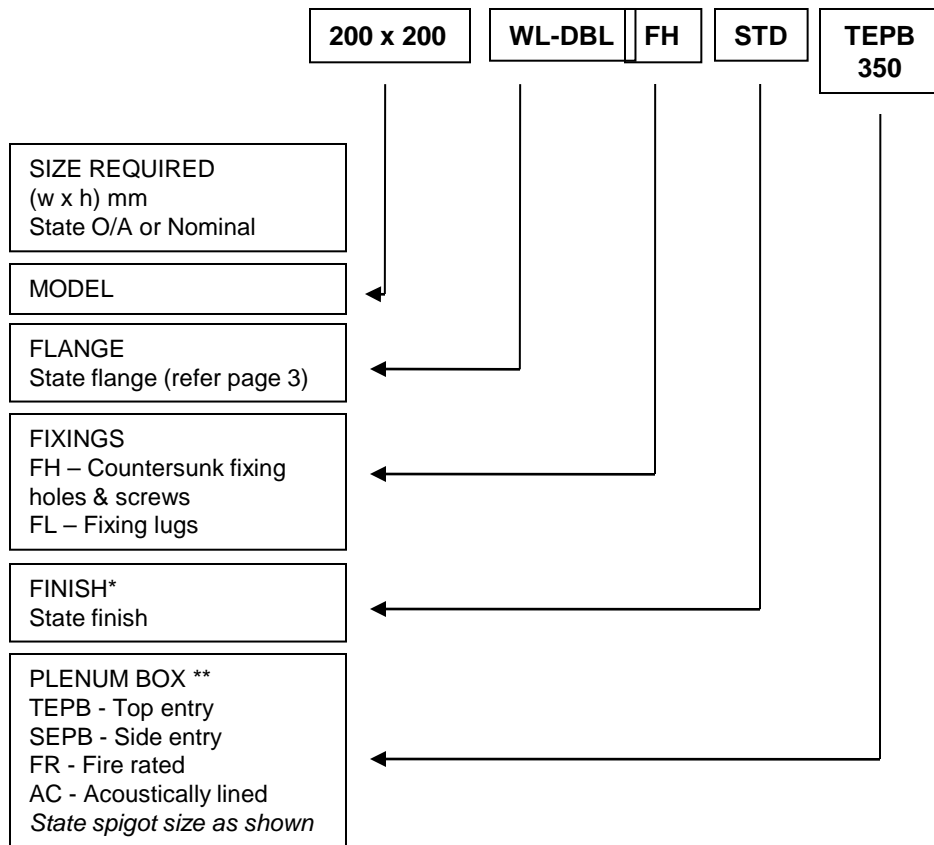 200 x 200
WL-DBL
FH
STD
TEPB
350
SIZE REQUIRED
(w x h) mm
State O/A or Nominal
MODEL
FLANGE
State flange (refer page 3)
FIXINGS
FH – Countersunk fixing
holes & screws
FL – Fixing lugs
FINISH*
State finish
PLENUM BOX **
TEPB - Top entry
SEPB - Side entry
FR - Fire rated
AC - Acoustically lined
State spigot size as shown